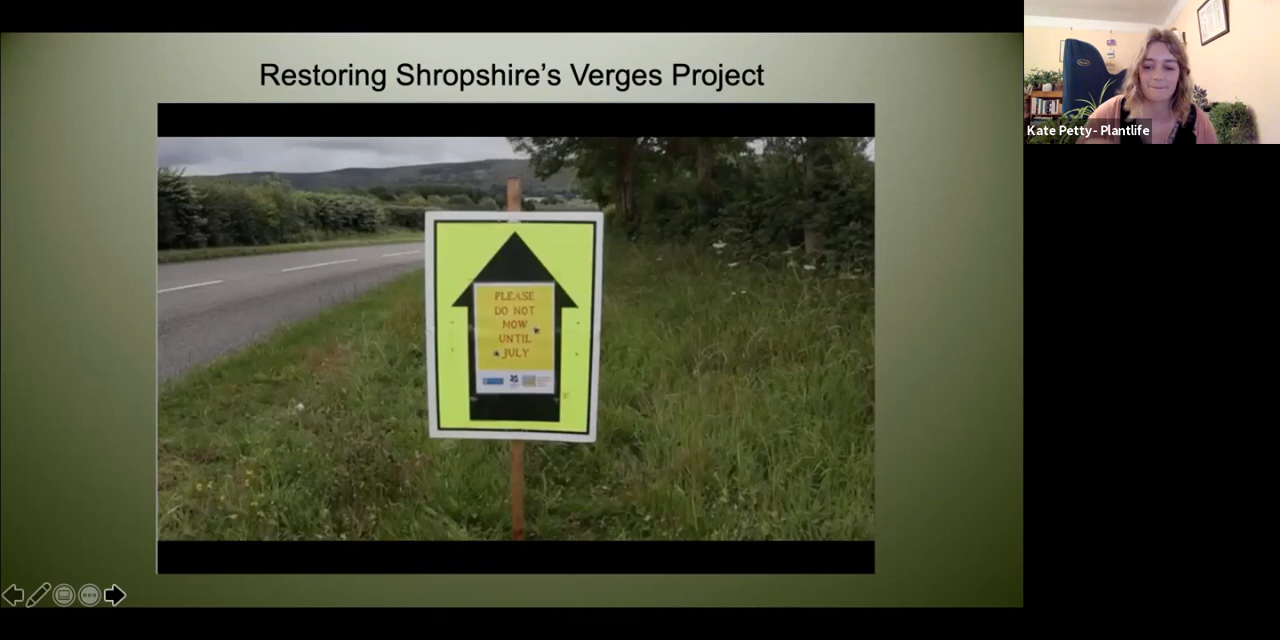 Restoring Shropshire's Verges Project
PLEASE
DO NOT
MOW
UNTIL
JULY
Kate Petty- Plantlife